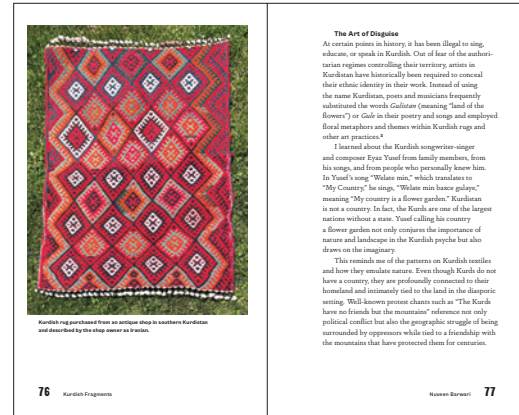 Kurdish rug purchased from an antique shop in southern Kurdistan
and described by the shop owner as Iranian.
76 Kurdish Fragments
The Art of Disguise
At certain points in history, it has been illegal to sing,
educate, or speak in Kurdish. Out of fear of the authori-
tarian regimes controlling their territory, artists in
Kurdistan have historically been required to conceal
their ethnic identity in their work. Instead of using
the name Kurdistan, poets and musicians frequently
substituted the words Gulistan (meaning “land of the
flowers”) or Gule in their poetry and songs and employed
floral metaphors and themes within Kurdish rugs and
other art practices.
I learned about the Kurdish songwriter-singer
and composer Eyaz Yusef from family members, from
his songs, and from people who personally knew him.
In Yusef’s song “Welate min,” which translates to
“My Country,” he sings, “Welate min baxce gulaye,”
meaning “My country is a flower garden.” Kurdistan
is not a country. In fact, the Kurds are one of the largest
nations without a state. Yusef calling his country
a flower garden not only conjures the importance of
nature and landscape in the Kurdish psyche but also
draws on the imaginary.
This reminds me of the patterns on Kurdish textiles
and how they emulate nature. Even though Kurds do not
have a country, they are profoundly connected to their
homeland and intimately tied to the land in the diasporic
setting. Well-known protest chants such as “The Kurds
have no friends but the mountains” reference not only
political conflict but also the geographic struggle of being
surrounded by oppressors while tied to a friendship with
the mountains that have protected them for centuries.
Nuveen Barwari 77